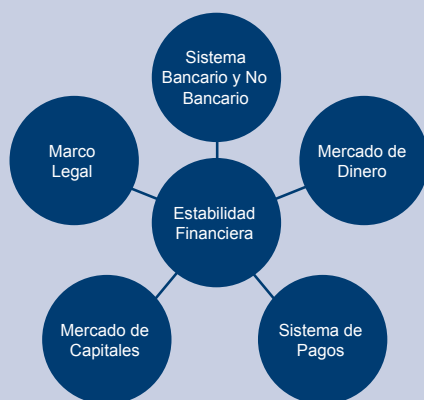 Sistema
Bancario y No
Bancario
Marco
Legal
Mercado de
Dinero
Estabilidad
Financiera
Mercado de
Capitales
Sistema de
Pagos